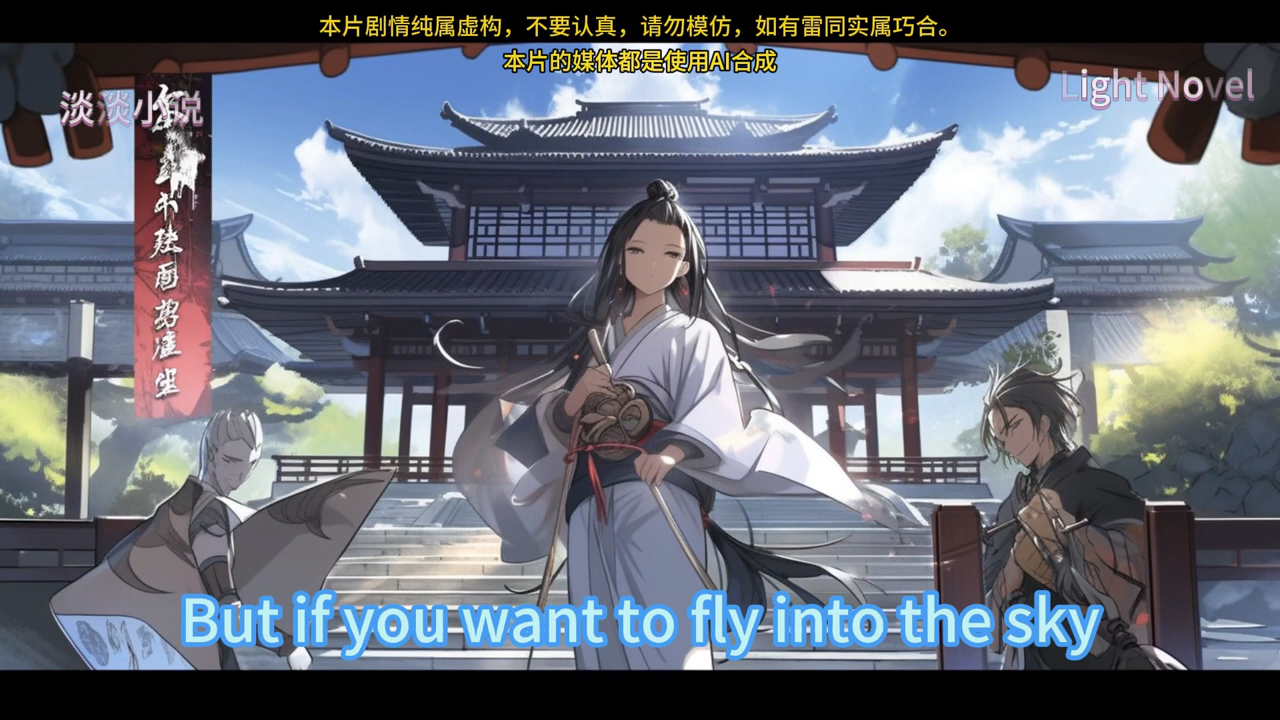 本片剧情纯属虚构，不要认真，请勿模仿，如有雷同实属巧合。
本片的媒体都是使用AI合成
淡淡小说
Light Novel
But if you want to fly into the sky